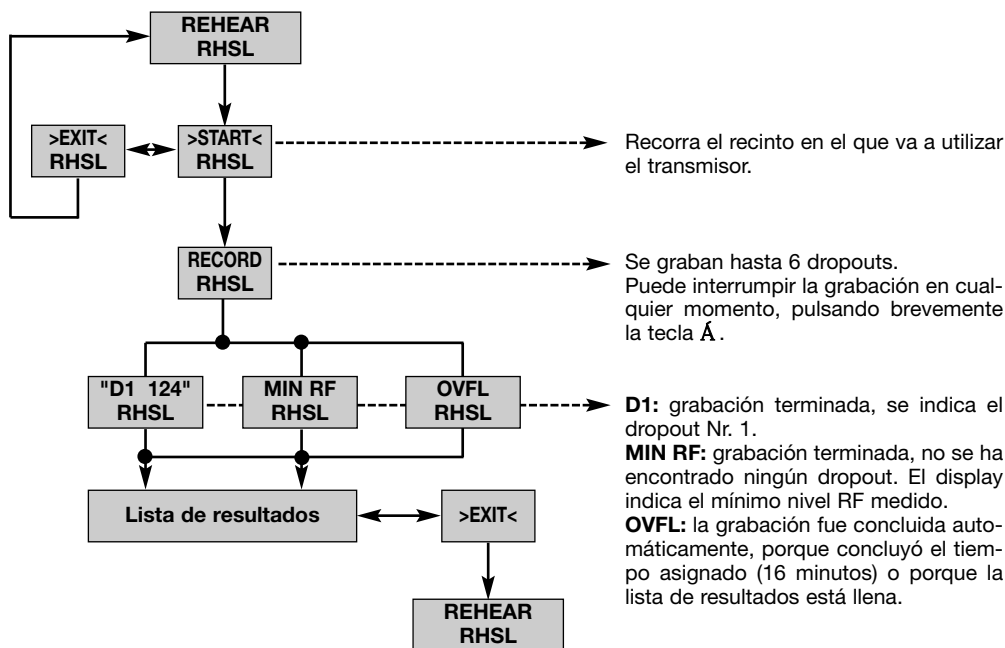 REHEAR
RHSL
>EXIT<
RHSL
>START<
RHSL
Recorra el recinto en el que va a utilizar
el transmisor.
RECORD
RHSL
Se graban hasta 6 dropouts.
Puede interrumpir la grabación en cual-
quier momento, pulsando brevemente
la tecla Á.
"D1 124"
RHSL
MIN RF
RHSL
OVFL
RHSL
D1: grabación terminada, se indica el
dropout Nr. 1.
MIN RF: grabación terminada, no se ha
encontrado ningún dropout. El display
indica el mínimo nivel RF medido.
OVFL: la grabación fue concluida auto-
máticamente, porque concluyó el tiem-
po asignado (16 minutos) o porque la
lista de resultados está llena.
Lista de resultados
>EXIT<
REHEAR
RHSL